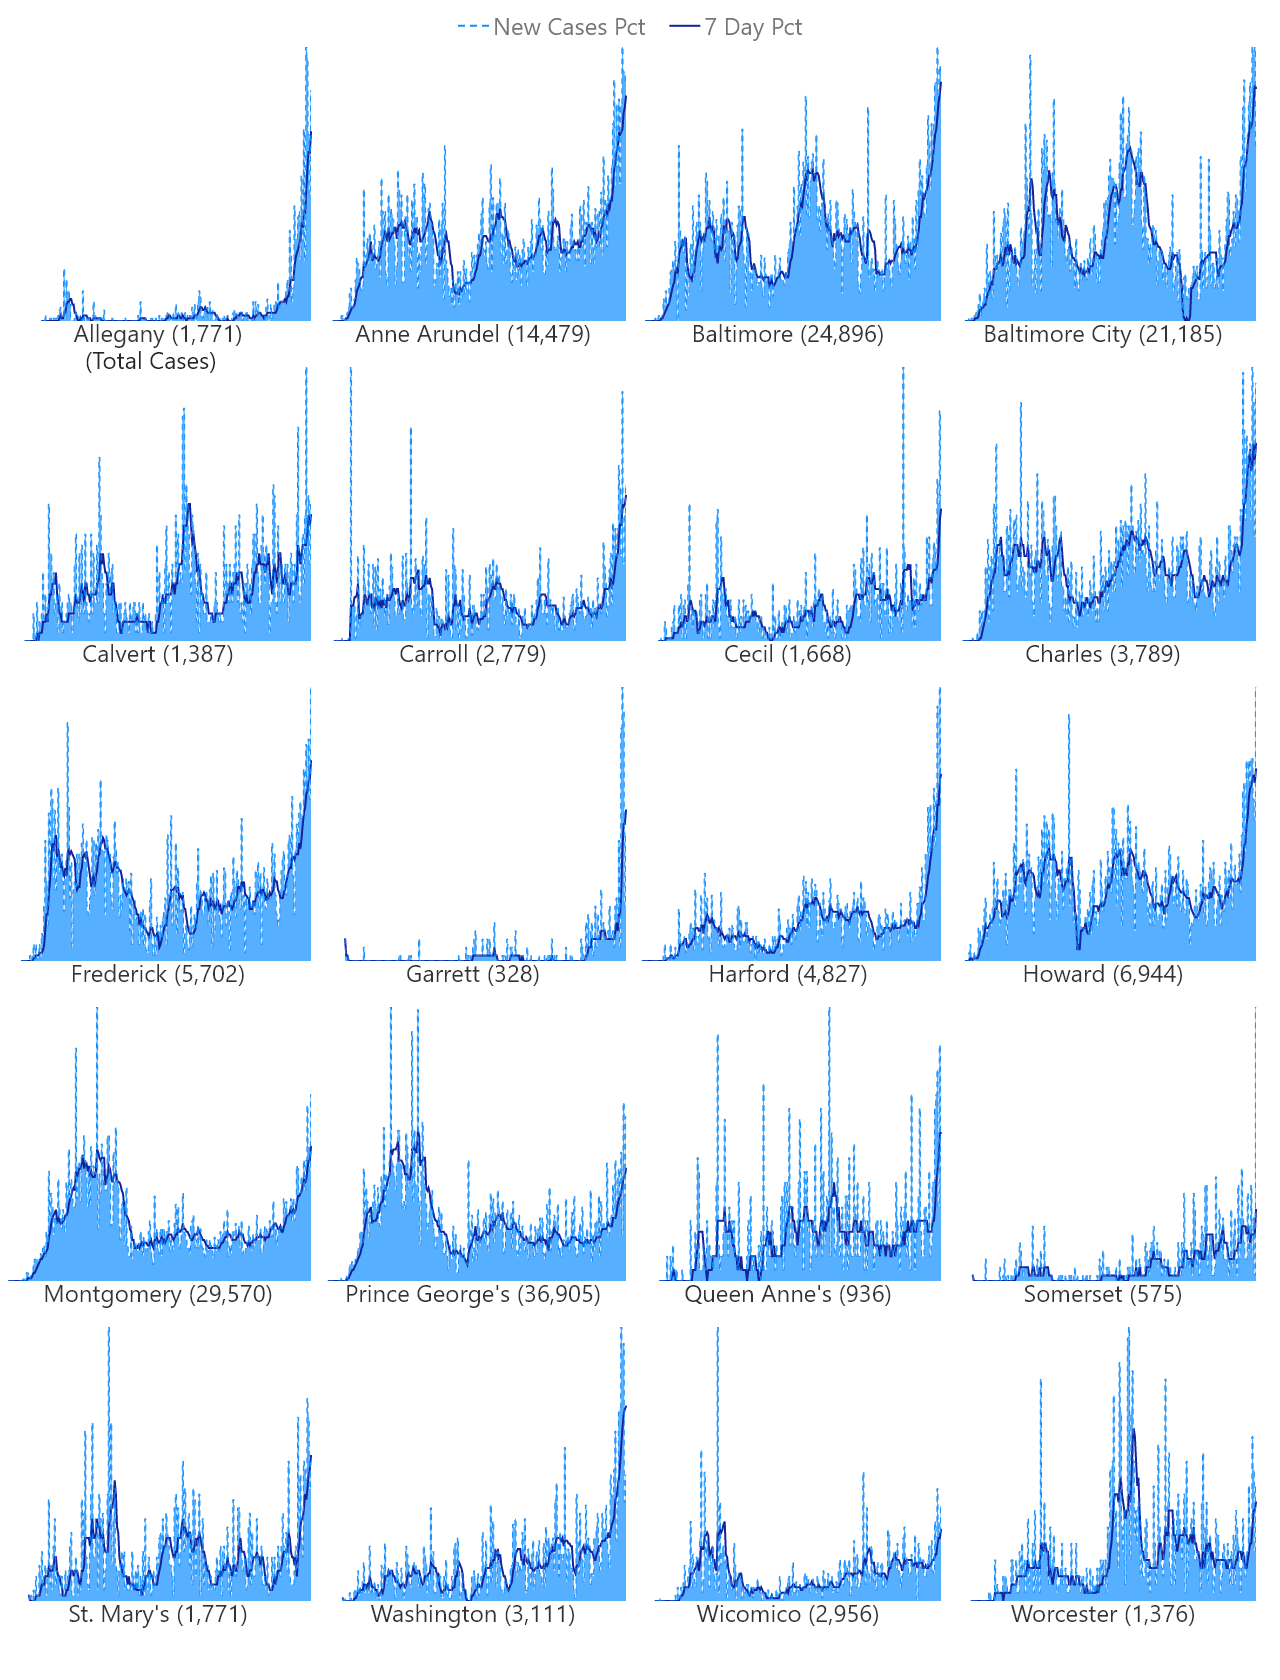 New Cases Pct 7 Day Pct
Allegany (1,771) Anne Arundel (14,479) Baltimore (24,896) Baltimore City (21,185)
(Total Cases)
Calvert (1,387) Carroll (2,779) Cecil (1,668) Charles (3,789)
Frederick (5,702) Garrett (328) Harford (4,827) Howard (6,944)
Montgomery (29,570) Prince George's (36,905) Queen Anne's (936) Somerset (575)
St. Mary's (1,771) Washington (3,111) Wicomico (2,956) Worcester (1,376)